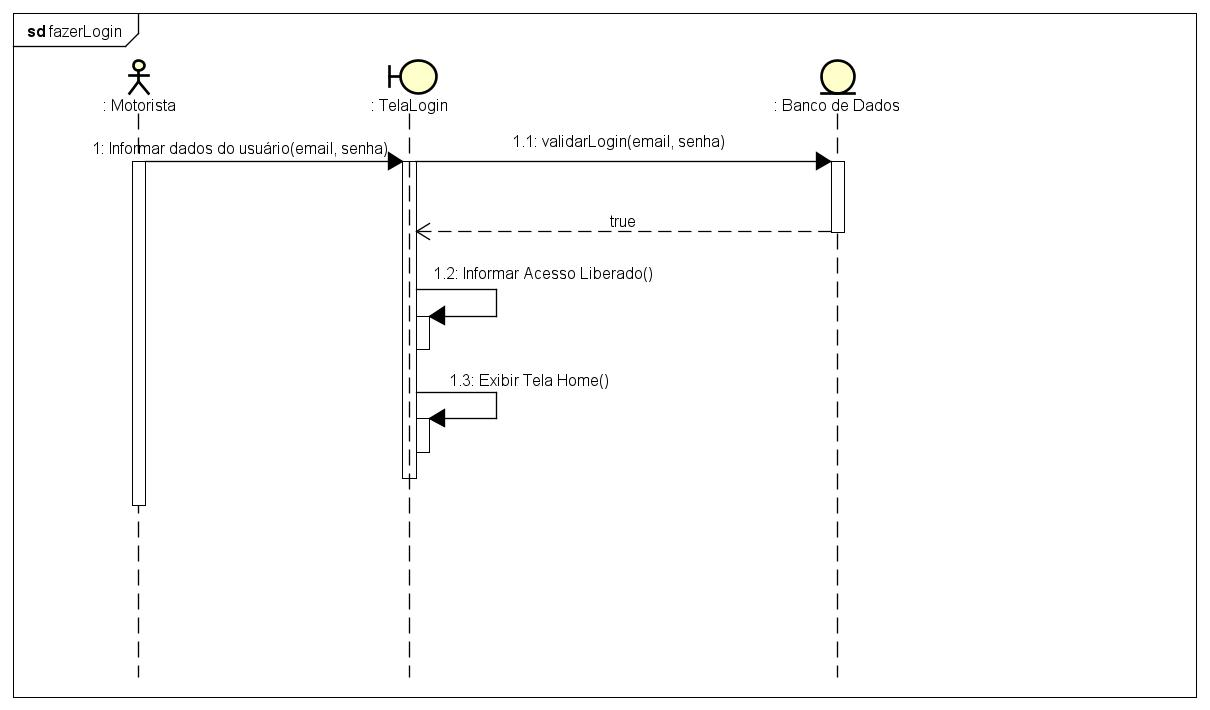 sd fazerLogin
: Motorista
: TelaLogin
: Banco de Dados
1: Informar dados do usuário(email, senha)
1.1: validarLogin(email, senha)
true
1.2: Informar Acesso Liberado()
1.3: Exibir Tela Home()